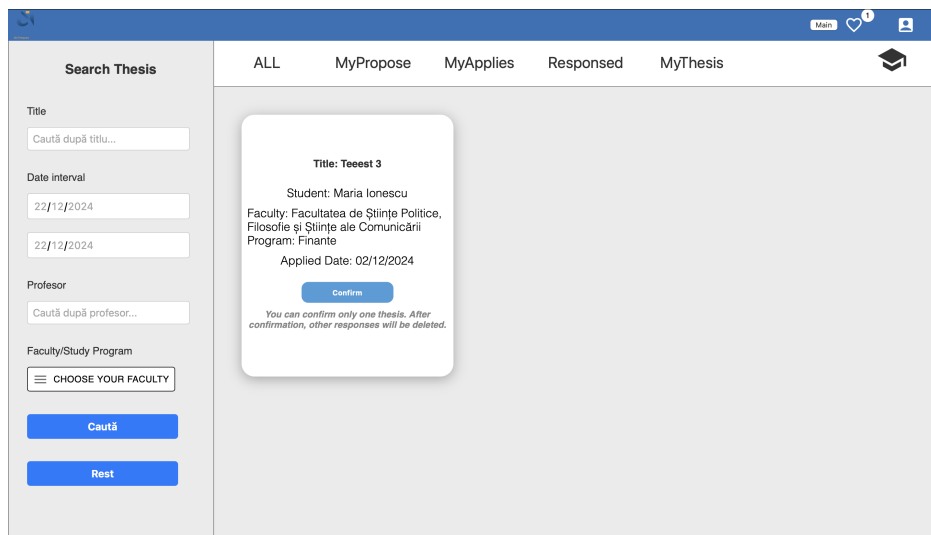 Main
1
Search Thesis
ALL
MyPropose
MyApplies
Responsed
MyThesis
Title
Caută după titlu...
Date interval
22/12/2024
22/12/2024
Profesor
Caută după profesor...
Faculty/Study Program
CHOOSE YOUR FACULTY
Caută
Rest
Title: Teeest 3
Student: Maria Ionescu
Faculty: Facultatea de Științe Politice,
Filosofie și Științe ale Comunicării
Program: Finante
Applied Date: 02/12/2024
Confirm
You can confirm only one thesis. After
confirmation, other responses will be deleted.